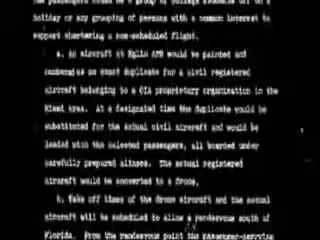 the passengers could be a group of college students off on a
holiday or any grouping of persons with a common interest to
support chartering a non-scheduled flight.
a. An aircraft at Eglin AFB would be painted and
numbered as an exact duplicate for a civil registered
aircraft belonging to a CIA proprietary organization in the
Miami area. At a designated time the duplicate would be
substituted for the actual civil aircraft and would be
loaded with the selected passengers, all boarded under
carefully prepared aliases. The actual registered
aircraft would be converted to a drone.
b. Take off times of the drone aircraft and the actual
aircraft will be scheduled to allow a rendezvous south of
Florida. From the rendezvous point the passenger-carrying